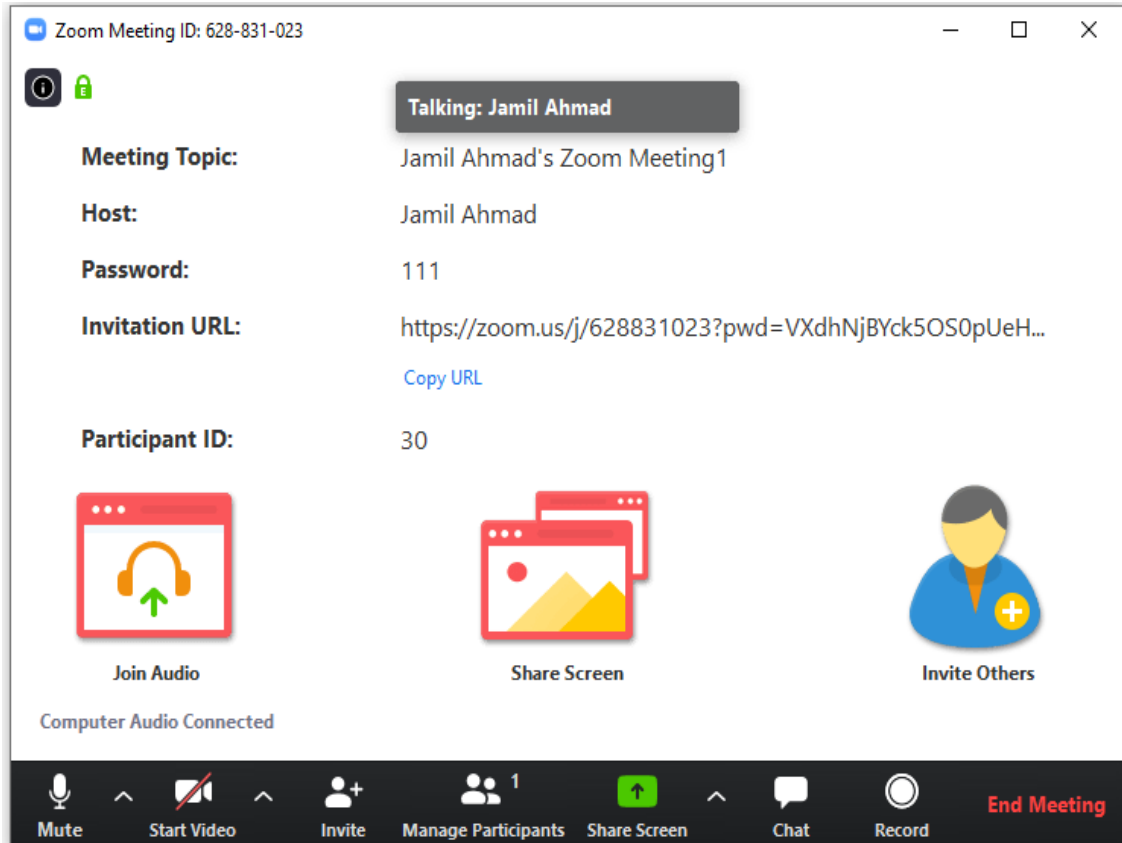 Zoom Meeting ID: 628-831-023
Talking: Jamil Ahmad
Meeting Topic: Jamil Ahmad's Zoom Meeting1
Host: Jamil Ahmad
Password: 111
Invitation URL: https://zoom.us/j/628831023?pwd=VXdhNjBYck5OS0pUeH...
Copy URL
Participant ID: 30
Join Audio Share Screen Invite Others
Computer Audio Connected
1
Mute Start Video Invite Manage Participants Share Screen Chat Record End Meeting